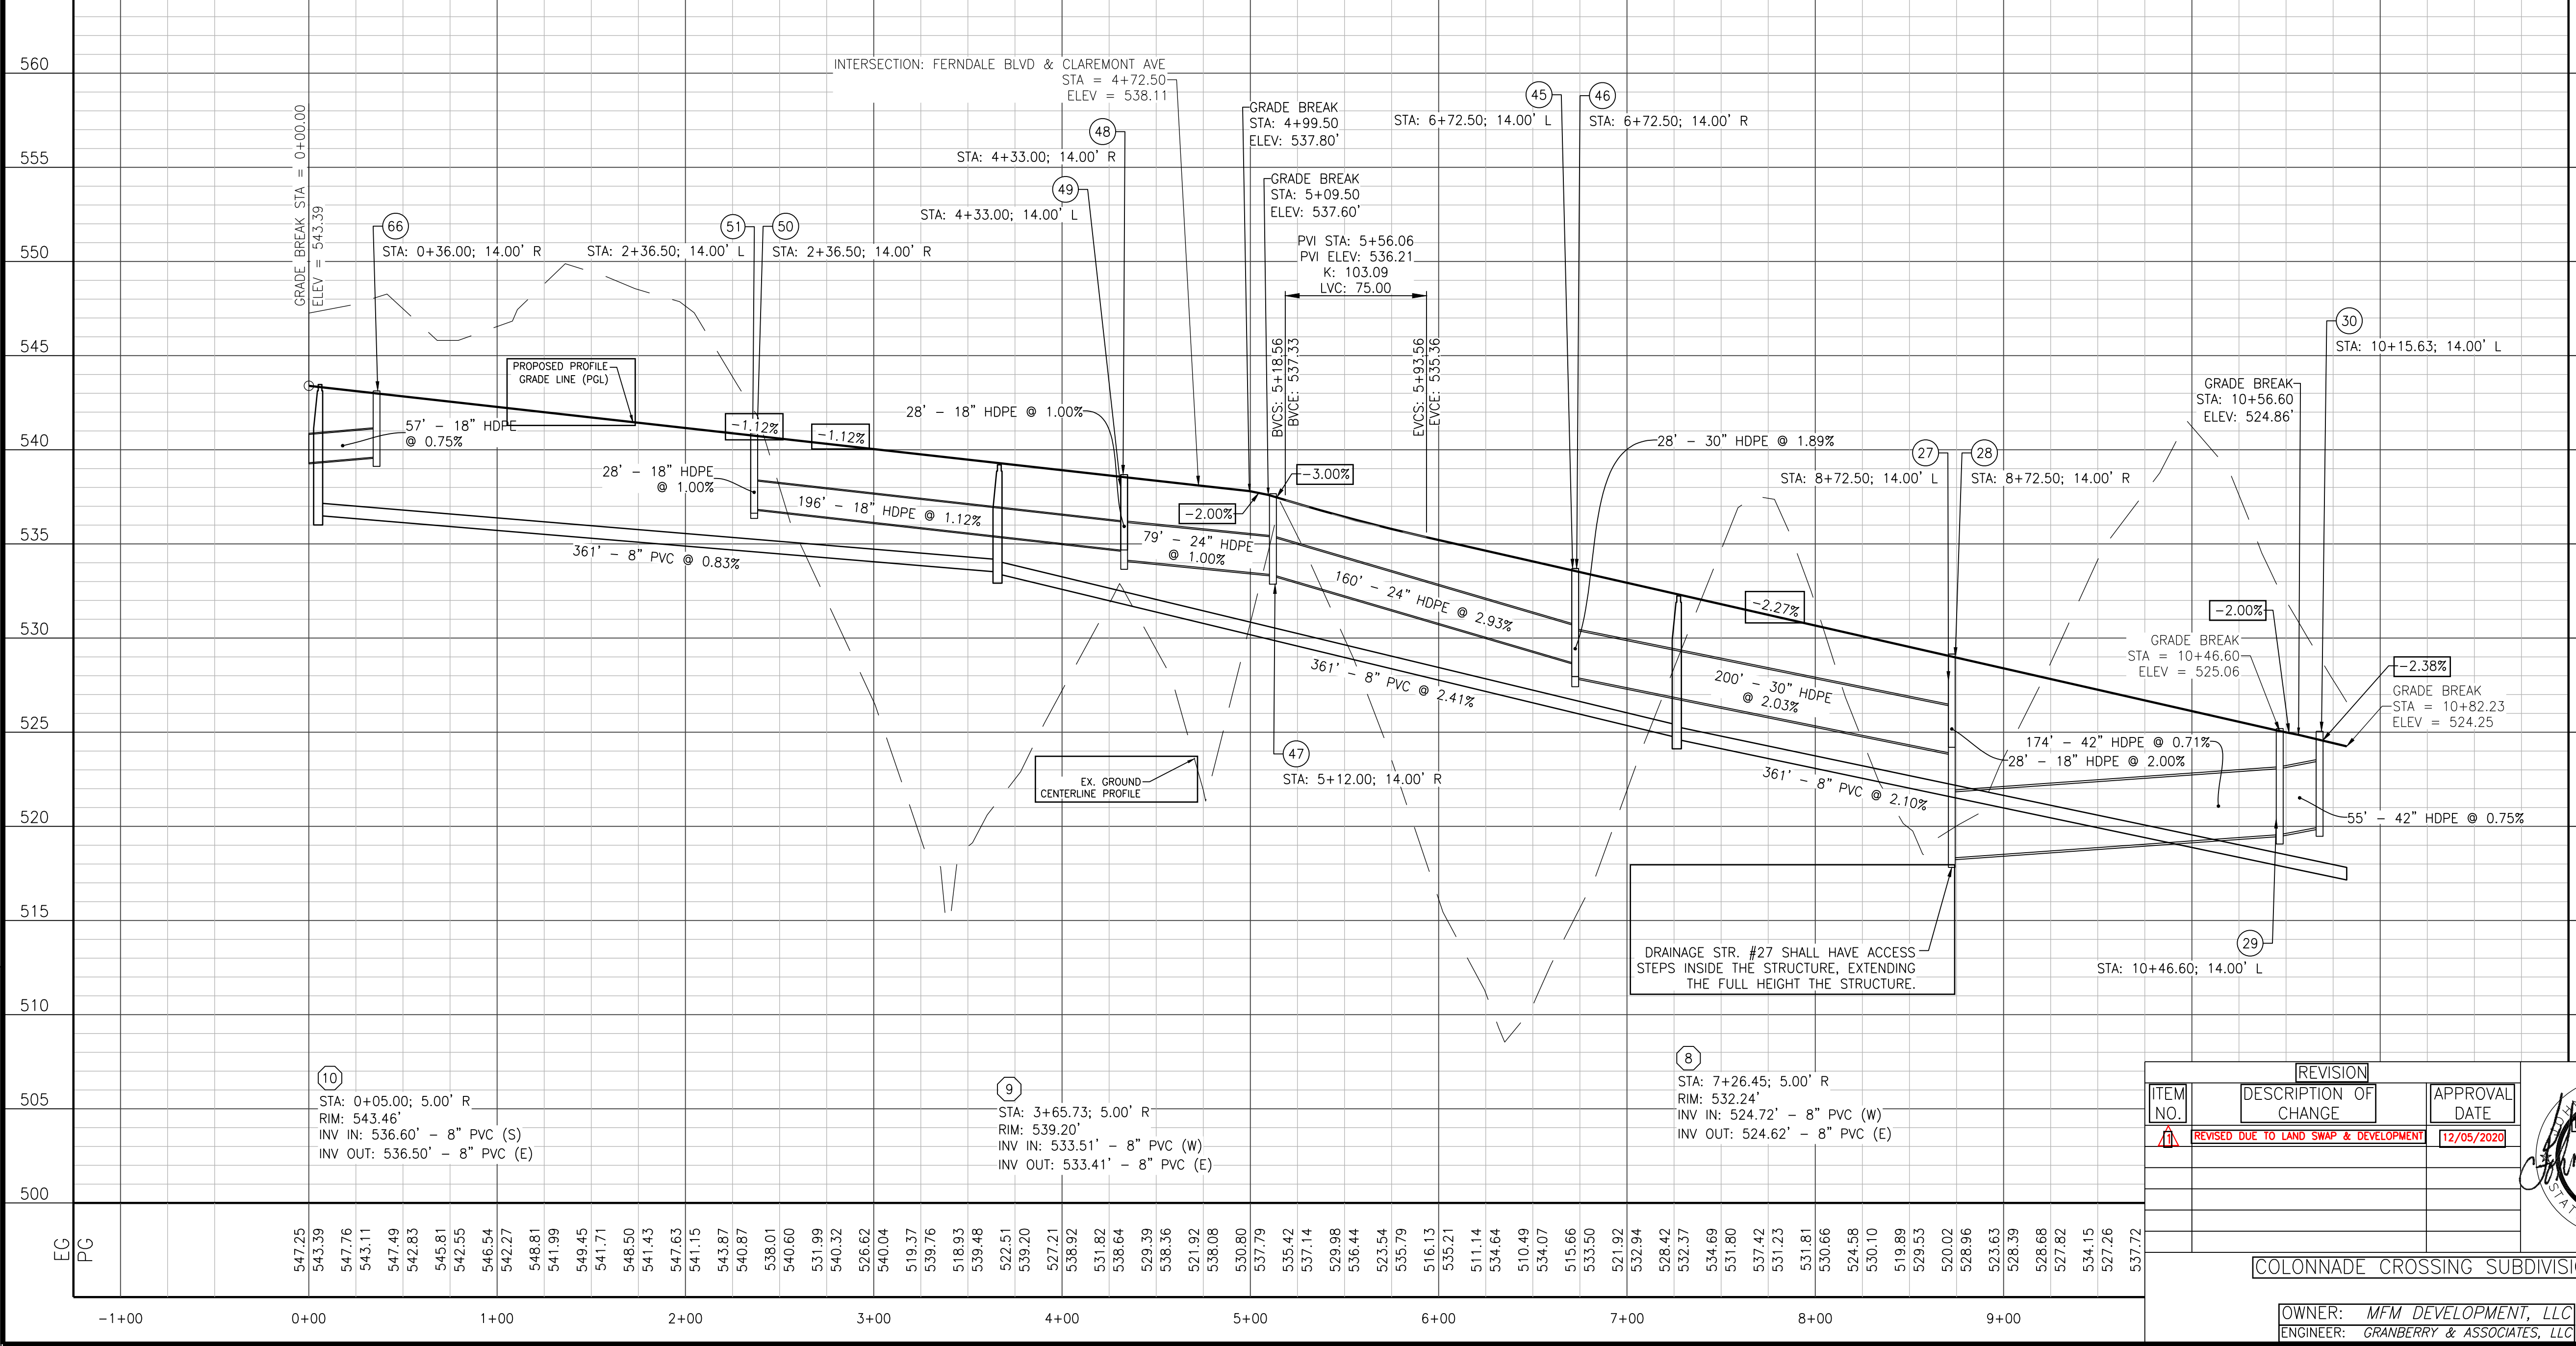 560
555
550
545
540
535
530
525
520
515
510
505
500
GRADE BREAK STA = 0+00.00
ELEV = 543.39
66
STA: 0+36.00; 14.00' R
57' - 18" HDPE
@ 0.75%
PROPOSED PROFILE
GRADE LINE (PGL)
51
STA: 2+36.50; 14.00' L
50
STA: 2+36.50; 14.00' R
-1.12%
-1.12%
28' - 18" HDPE
@ 1.00%
196' - 18" HDPE @ 1.12%
361' - 8" PVC @ 0.83%
INTERSECTION: FERNDALE BLVD & CLAREMONT AVE
STA = 4+72.50
ELEV = 538.11
48
STA: 4+33.00; 14.00' R
49
STA: 4+33.00; 14.00' L
28' - 18" HDPE @ 1.00%
GRADE BREAK
STA: 4+99.50
ELEV: 537.80'
GRADE BREAK
STA: 5+09.50
ELEV: 537.60'
PVI STA: 5+56.06
PVI ELEV: 536.21
K: 103.09
LVC: 75.00
BVCS: 5+18.56
BVCE: 537.33
EVCS: 5+93.56
EVCE: 535.36
-3.00%
-2.00%
79' - 24" HDPE
@ 1.00%
160' - 24" HDPE @ 2.93%
361' - 8" PVC @ 2.41%
EX. GROUND
CENTERLINE PROFILE
47
STA: 5+12.00; 14.00' R
45
STA: 6+72.50; 14.00' L
46
STA: 6+72.50; 14.00' R
28' - 30" HDPE @ 1.89%
-2.27%
200' - 30" HDPE
@ 2.03%
361' - 8" PVC @ 2.10%
27
STA: 8+72.50; 14.00' L
28
STA: 8+72.50; 14.00' R
174' - 42" HDPE @ 0.71%
28' - 18" HDPE @ 2.00%
30
STA: 10+15.63; 14.00' L
GRADE BREAK
STA: 10+56.60
ELEV: 524.86'
-2.00%
GRADE BREAK
STA = 10+46.60
ELEV = 525.06
-2.38%
GRADE BREAK
STA = 10+82.23
ELEV = 524.25
55' - 42" HDPE @ 0.75%
29
STA: 10+46.60; 14.00' L
DRAINAGE STR. #27 SHALL HAVE ACCESS
STEPS INSIDE THE STRUCTURE, EXTENDING
THE FULL HEIGHT THE STRUCTURE.
10
STA: 0+05.00; 5.00' R
RIM: 543.46'
INV IN: 536.60' - 8" PVC (S)
INV OUT: 536.50' - 8" PVC (E)
9
STA: 3+65.73; 5.00' R
RIM: 539.20'
INV IN: 533.51' - 8" PVC (W)
INV OUT: 533.41' - 8" PVC (E)
8
STA: 7+26.45; 5.00' R
RIM: 532.24'
INV IN: 524.72' - 8" PVC (W)
INV OUT: 524.62' - 8" PVC (E)
REVISION
ITEM NO.
DESCRIPTION OF CHANGE
APPROVAL DATE
1
REVISED DUE TO LAND SWAP & DEVELOPMENT
12/05/2020
EG
PG
547.25
543.39
547.76
543.11
547.49
542.83
545.81
542.55
546.54
542.27
548.81
541.99
549.45
541.71
548.50
541.43
547.63
541.15
543.87
540.87
538.01
540.60
531.99
540.32
526.62
540.04
519.37
539.76
518.93
539.48
522.51
539.20
527.21
538.92
531.82
538.64
529.39
538.36
521.92
538.08
530.80
537.79
535.42
537.14
529.98
536.44
523.54
535.79
516.13
535.21
511.14
534.64
510.49
534.07
515.66
533.50
521.92
532.94
528.42
532.37
534.69
531.80
537.42
531.23
531.81
530.66
524.58
530.10
519.89
529.53
520.02
528.96
523.63
528.39
528.68
527.82
534.15
527.26
537.72
-1+00
0+00
1+00
2+00
3+00
4+00
5+00
6+00
7+00
8+00
9+00
COLONNADE CROSSING SUBDIVISI
OWNER: MFM DEVELOPMENT, LLC
ENGINEER: GRANBERRY & ASSOCIATES, LLC